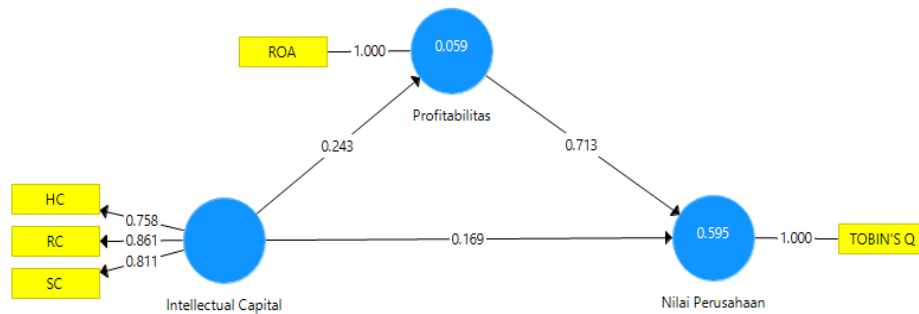 ROA
1.000
0.059
Profitabilitas
0.243
0.713
HC
0.758
RC
0.861
SC
0.811
Intellectual Capital
0.169
0.595
1.000
TOBIN'S Q
Nilai Perusahaan